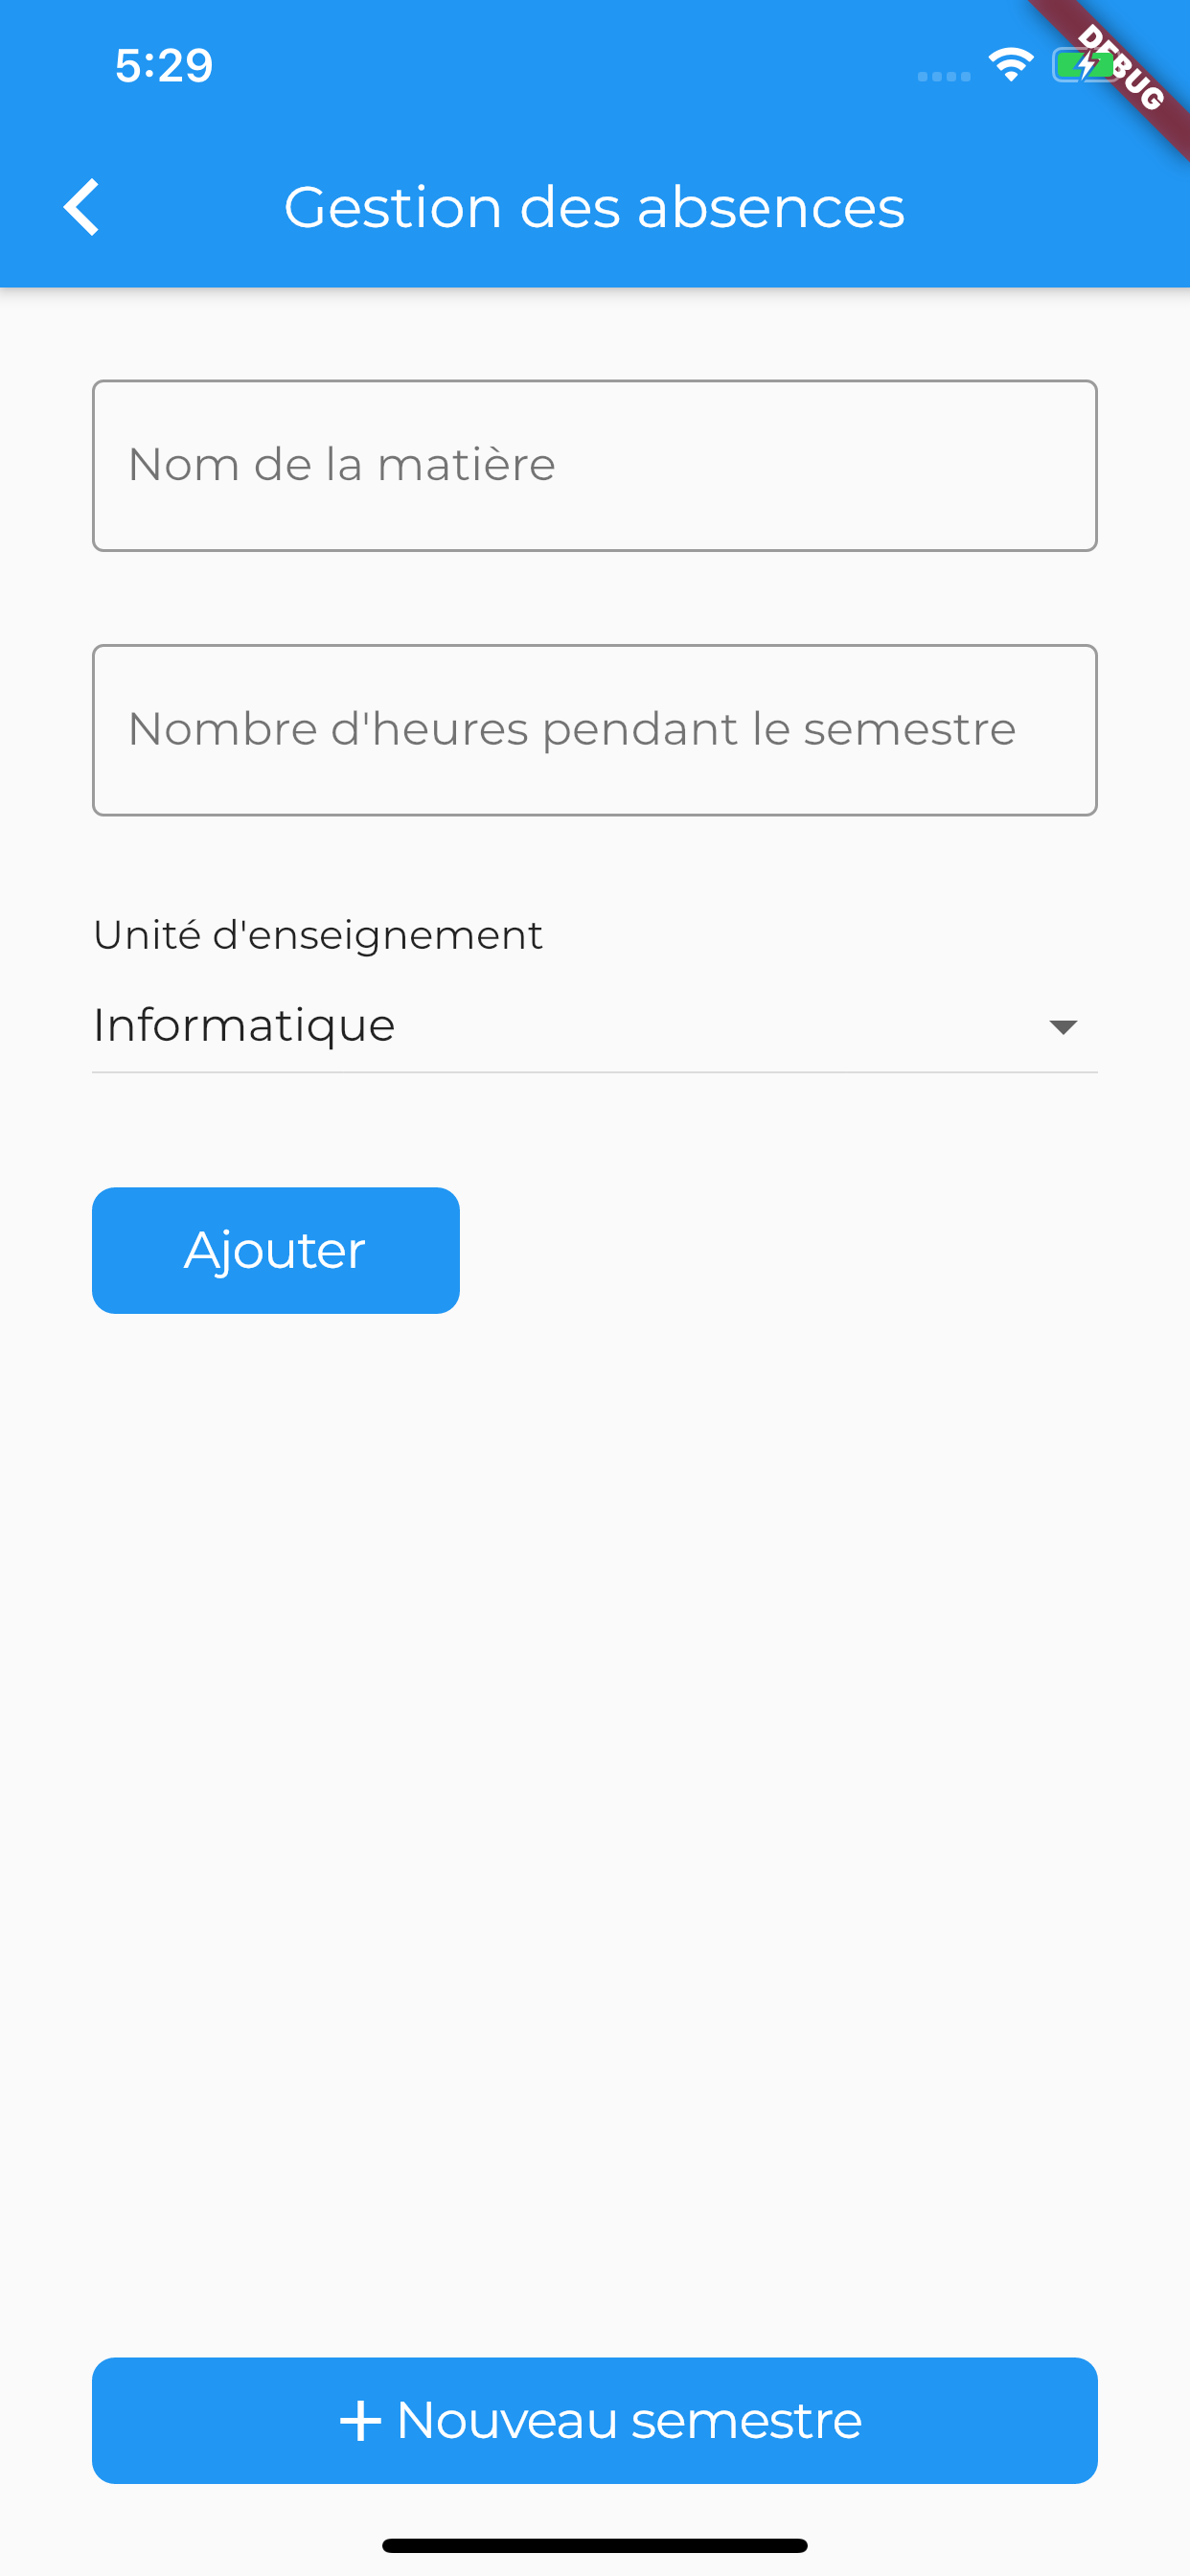 5:29
DEBUG
Gestion des absences
Nom de la matière
Nombre d'heures pendant le semestre
Unité d'enseignement
Informatique
Ajouter
+ Nouveau semestre